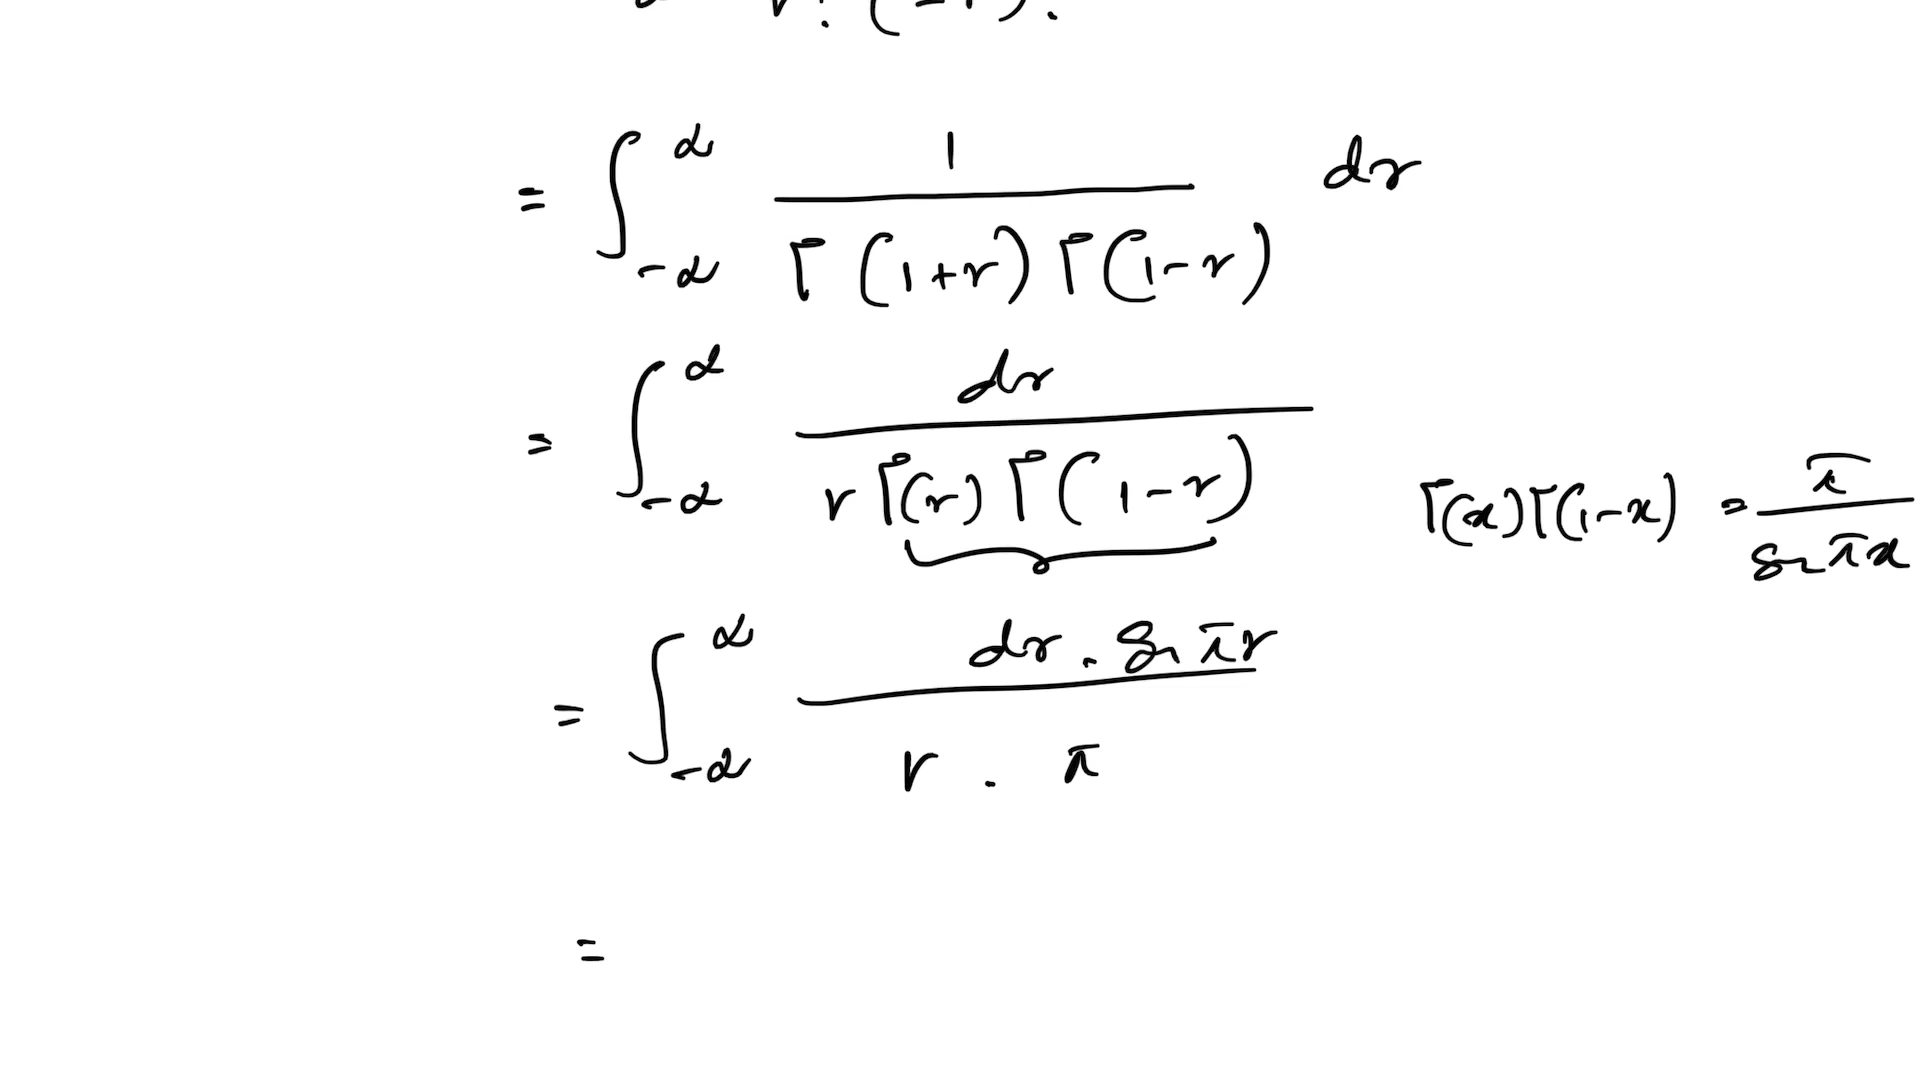 r! (-r)!
= ∫_{-α}^{α} 1 / (Γ(1+r) Γ(1-r)) dr
= ∫_{-α}^{α} dr / (r Γ(r) Γ(1-r))
Γ(x)Γ(1-x) = π / sin πx
= ∫_{-α}^{α} dr . sin πr / (r . π)
=